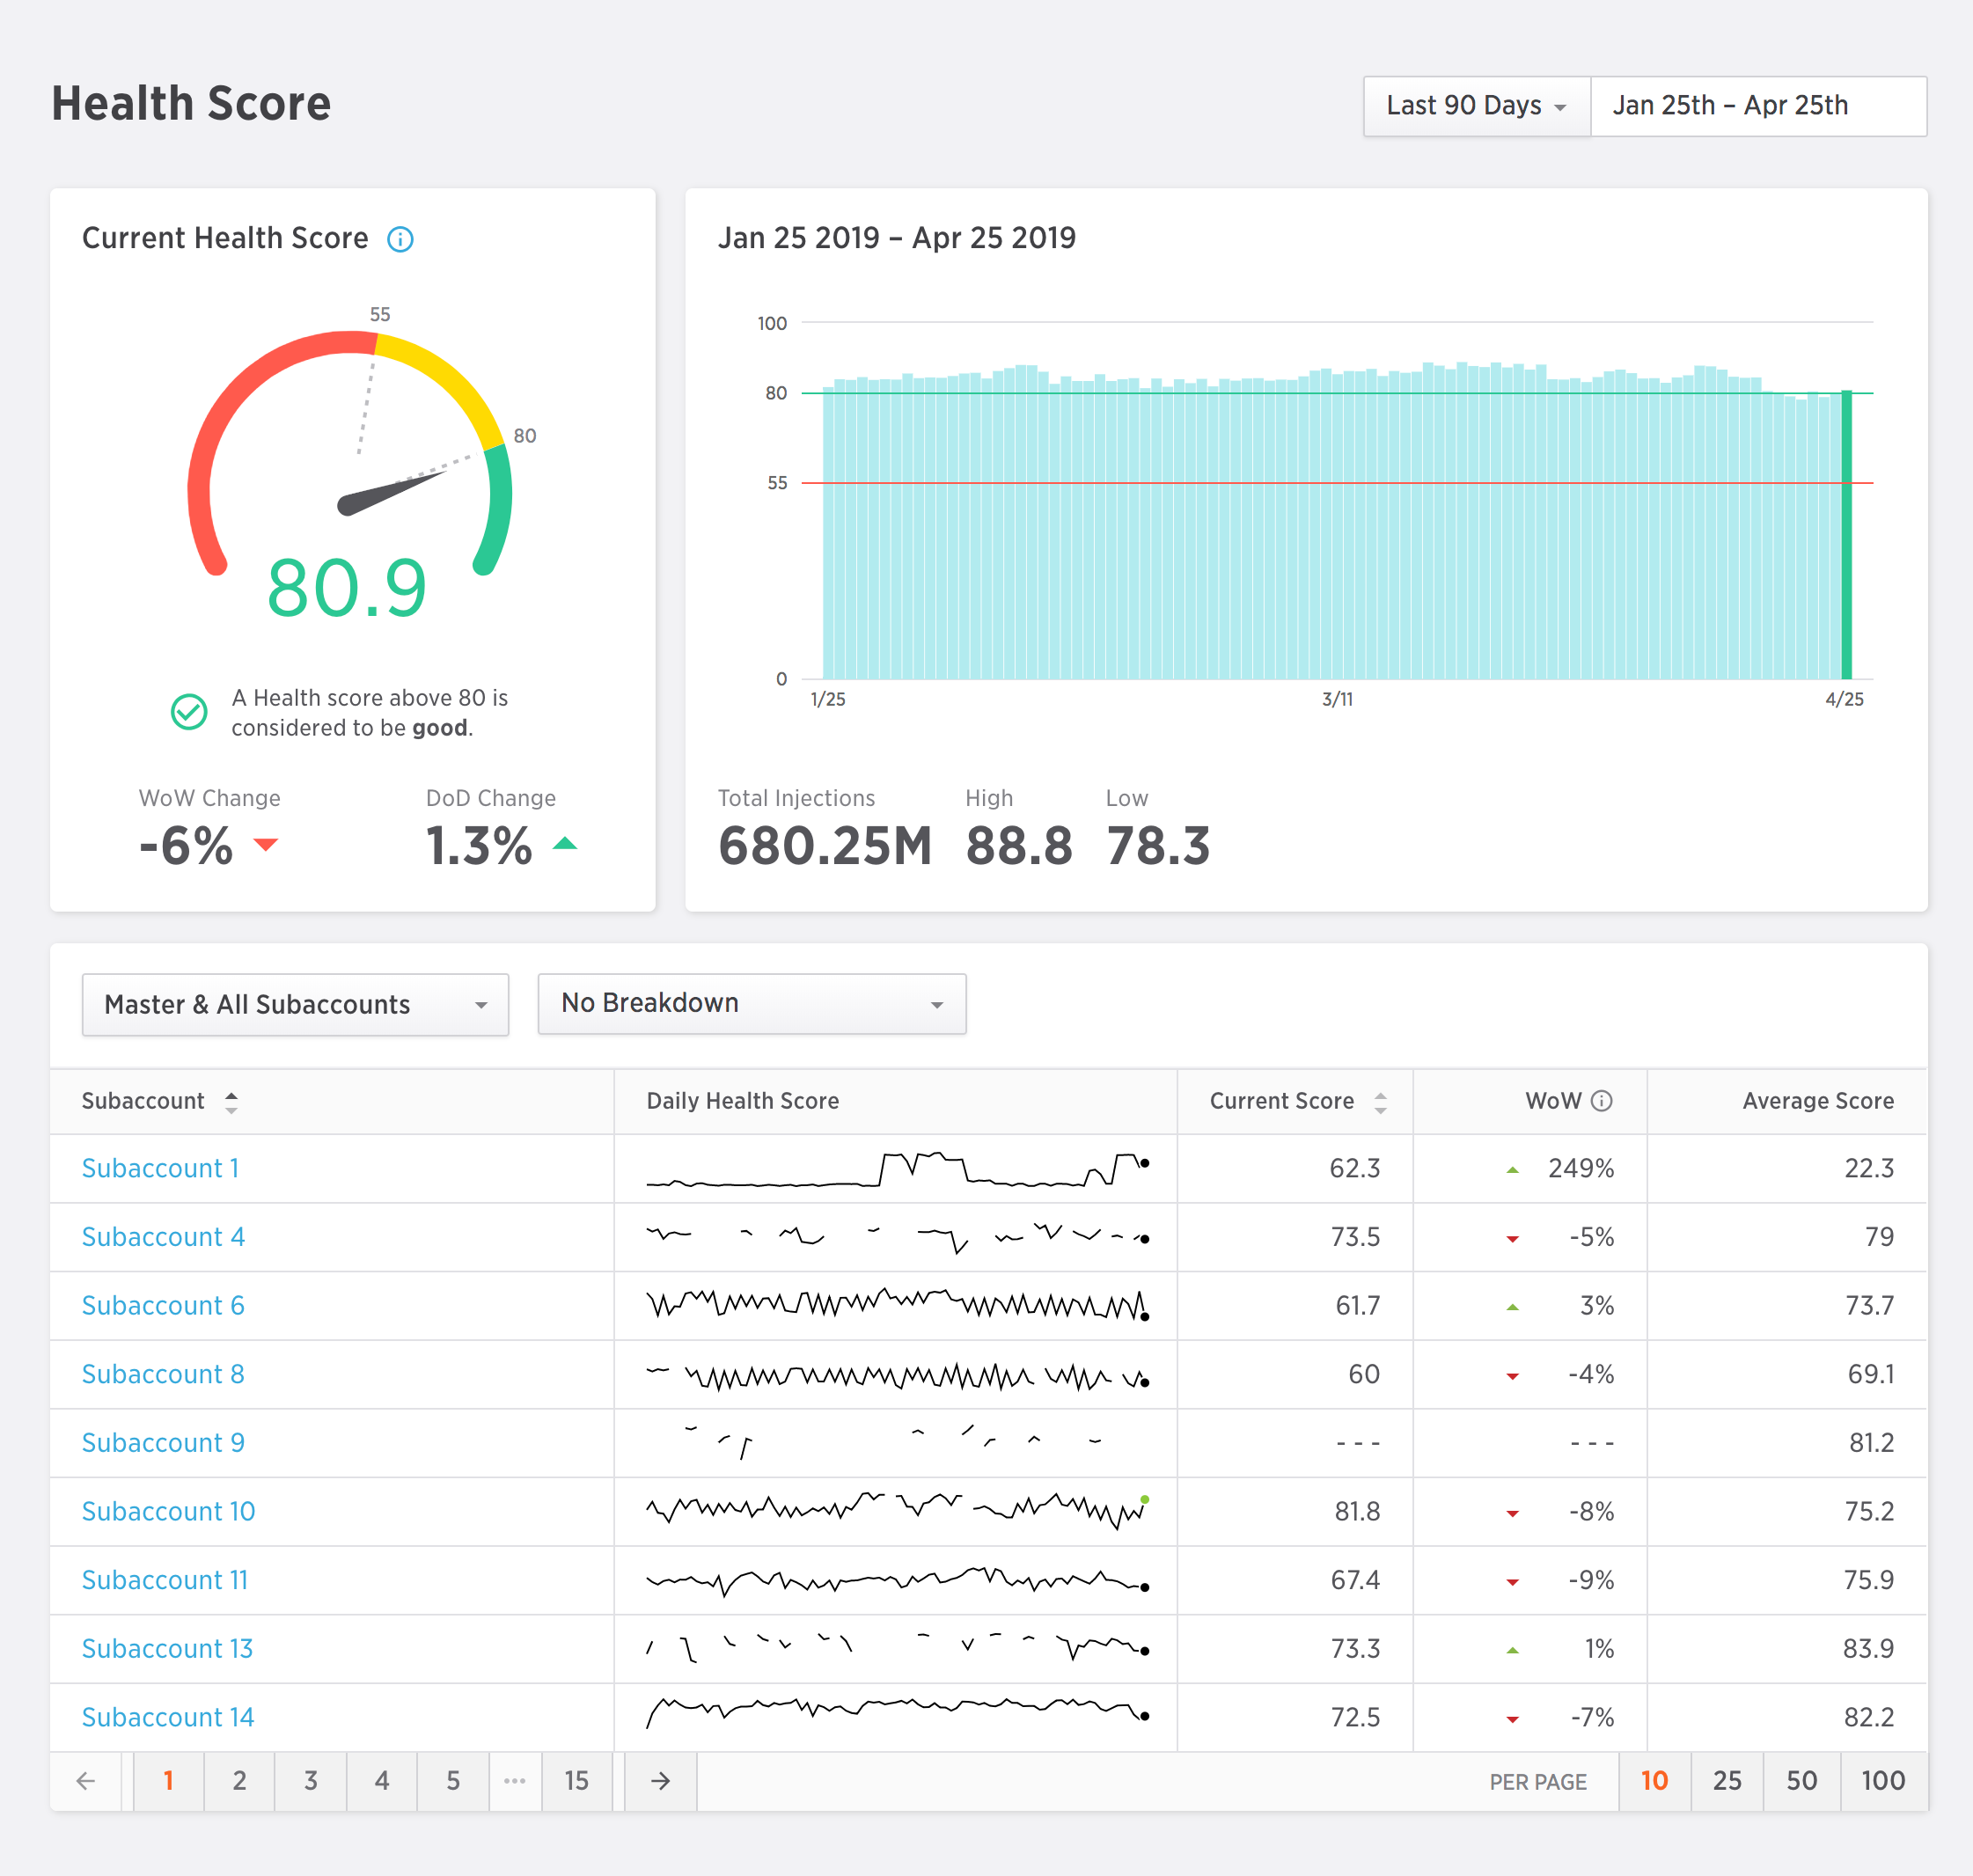 Health Score
Last 90 Days
Jan 25th – Apr 25th
Current Health Score
55
80
80.9
A Health score above 80 is
considered to be good.
WoW Change
DoD Change
-6%
1.3%
Jan 25 2019 – Apr 25 2019
100
80
55
0
1/25
3/11
4/25
Total Injections
High
Low
680.25M
88.8
78.3
Master & All Subaccounts
No Breakdown
Subaccount Daily Health Score Current Score WoW Average Score
Subaccount 1 62.3 249% 22.3
Subaccount 4 73.5 -5% 79
Subaccount 6 61.7 3% 73.7
Subaccount 8 60 -4% 69.1
Subaccount 9 - - - - - - 81.2
Subaccount 10 81.8 -8% 75.2
Subaccount 11 67.4 -9% 75.9
Subaccount 13 73.3 1% 83.9
Subaccount 14 72.5 -7% 82.2
1 2 3 4 5 ••• 15
PER PAGE 10 25 50 100